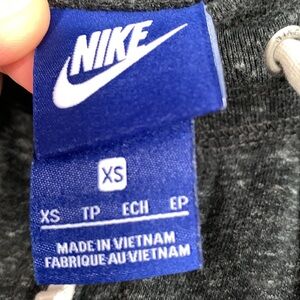 NIKE
XS
XS TP ECH EP
MADE IN VIETNAM
FABRIQUE AU VIETNAM